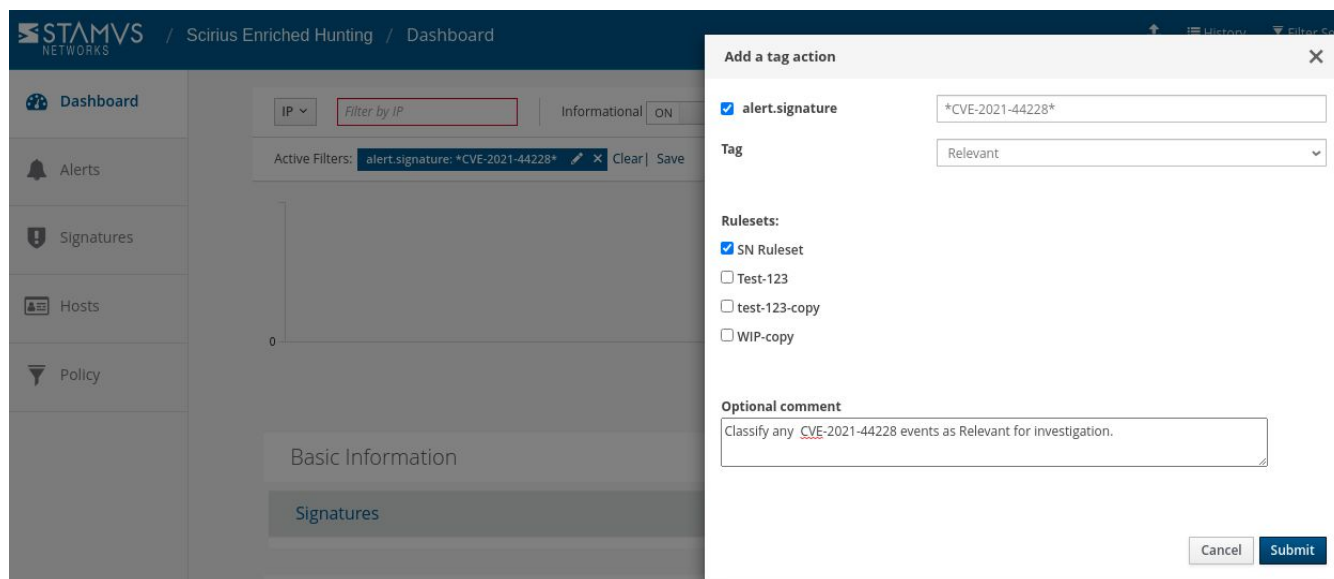 STAMVS / Scirius Enriched Hunting / Dashboard
NETWORKS
History Filter Se
Dashboard
Alerts
Signatures
Hosts
Policy
IP Filter by IP Informational ON
Active Filters: alert.signature: *CVE-2021-44228* Clear| Save
0
Basic Information
Signatures
Add a tag action
alert.signature *CVE-2021-44228*
Tag Relevant
Rulesets:
SN Ruleset
Test-123
test-123-copy
WIP-copy
Optional comment
Classify any CVE-2021-44228 events as Relevant for investigation.
Cancel Submit